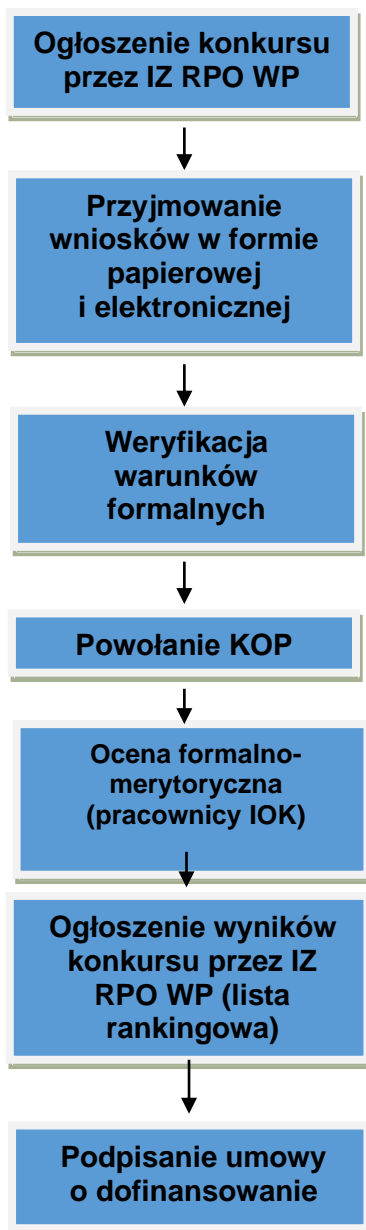 Ogłoszenie konkursu
przez IZ RPO WP
Przyjmowanie
wniosków w formie
papierowej
i elektronicznej
Weryfikacja
warunków
formalnych
Powołanie KOP
Ocena formalno-
merytoryczna
(pracownicy IOK)
Ogłoszenie wyników
konkursu przez IZ
RPO WP (lista
rankingowa)
Podpisanie umowy
o dofinansowanie